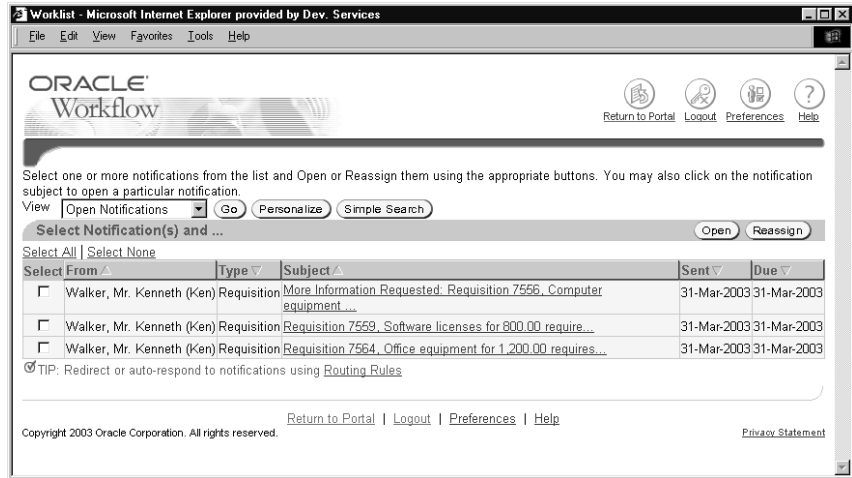 Worklist - Microsoft Internet Explorer provided by Dev. Services
File Edit View Favorites Tools Help
ORACLE'
Workflow
Return to Portal Logout Preferences Help
Select one or more notifications from the list and Open or Reassign them using the appropriate buttons. You may also click on the notification
subject to open a particular notification.
View Open Notifications Go Personalize Simple Search
Select Notification(s) and ... Open Reassign
Select All | Select None
Select From Type Subject Sent Due
Walker, Mr. Kenneth (Ken) Requisition More Information Requested: Requisition 7556, Computer 31-Mar-2003 31-Mar-2003
equipment ...
Walker, Mr. Kenneth (Ken) Requisition Requisition 7559, Software licenses for 800.00 require... 31-Mar-2003 31-Mar-2003
Walker, Mr. Kenneth (Ken) Requisition Requisition 7564, Office equipment for 1,200.00 requires... 31-Mar-2003 31-Mar-2003
TIP: Redirect or auto-respond to notifications using Routing Rules
Return to Portal | Logout | Preferences | Help
Copyright 2003 Oracle Corporation. All rights reserved. Privacy Statement